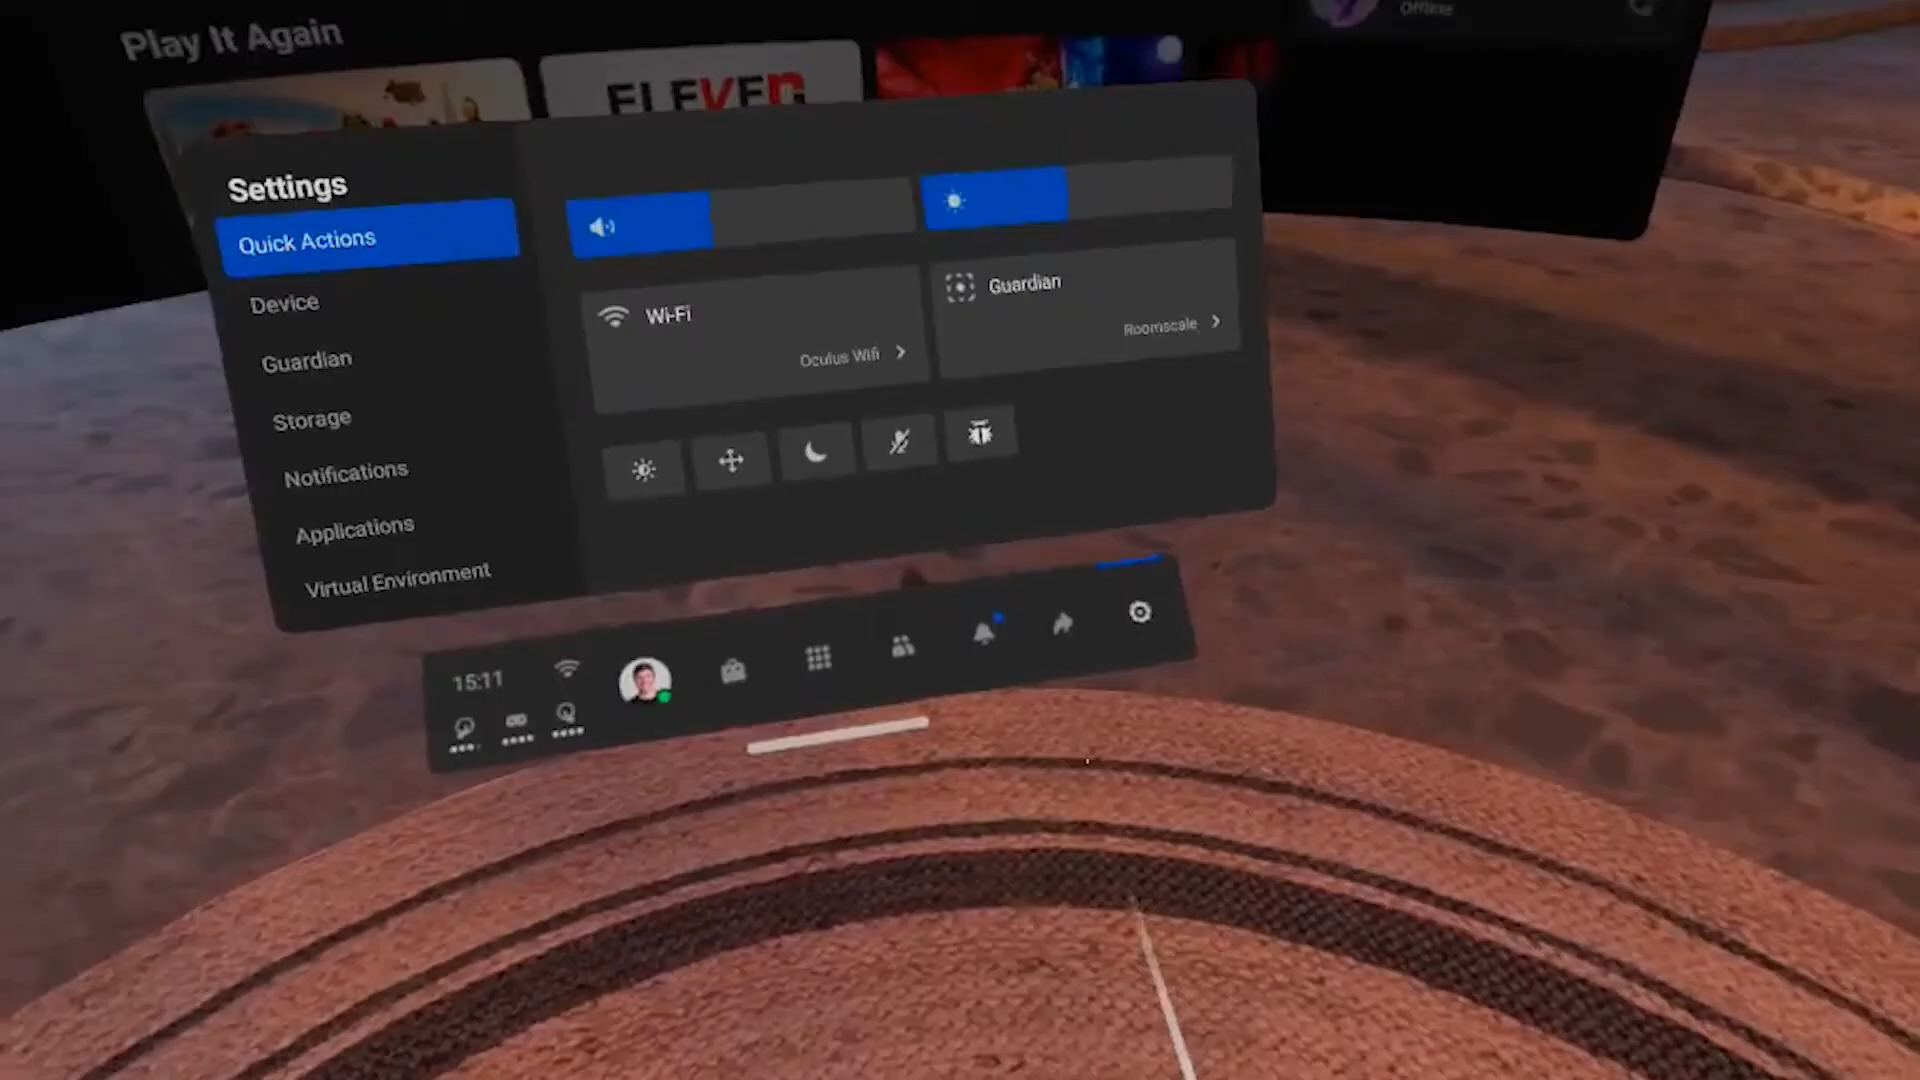 Play It Again
Offline
ELEVEN
Settings
Quick Actions
Device
Guardian
Storage
Notifications
Applications
Virtual Environment
Wi-Fi
Oculus Wifi
Guardian
Roomscale
15:11